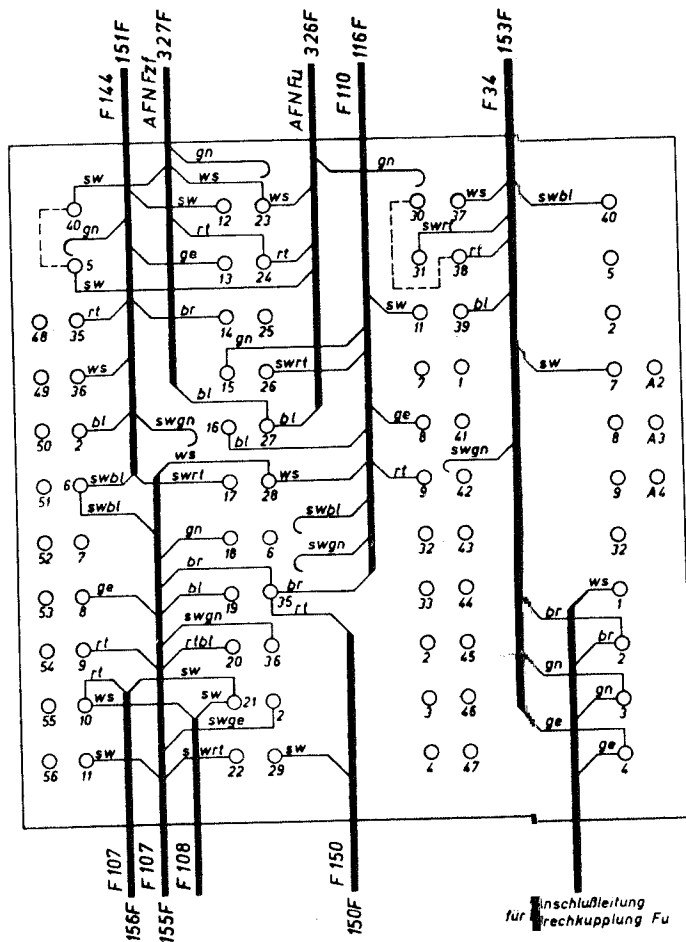 F144 151F
AFNFzf 327F
AFN Fu 326F
F110 116F
F34 153F
gn
gn
sw ws ws swbl
40 sw 12 23 ws 30 37 40
gn rt swrt
5 ge 13 24 rt 31 38 rt 5
sw
48 35 rt br 14 25 sw 11 39 bl 2
gn
49 36 ws 15 26 swrt 7 1 sw 7 A2
bl
50 2 bl swgn 16 27 bl ge 8 41 8 A3
bl
ws swgn
51 6 swbl swrt 17 28 ws rt 9 42 9 A4
swbl swbl
52 7 gn 18 6 swgn 32 43 32
br ws
53 8 ge bl 19 35 br 33 44 1
swgn rt br
54 9 rt rtbl 20 36 2 45 br 2
rt sw gn
55 10 ws sw 21 2 3 46 gn 3
swge ge
56 11 sw swrt 22 29 sw 4 47 ge 4
F107 156F
F107 155F
F108
F150 150F
nschlußleitung
für rechkupplung Fu